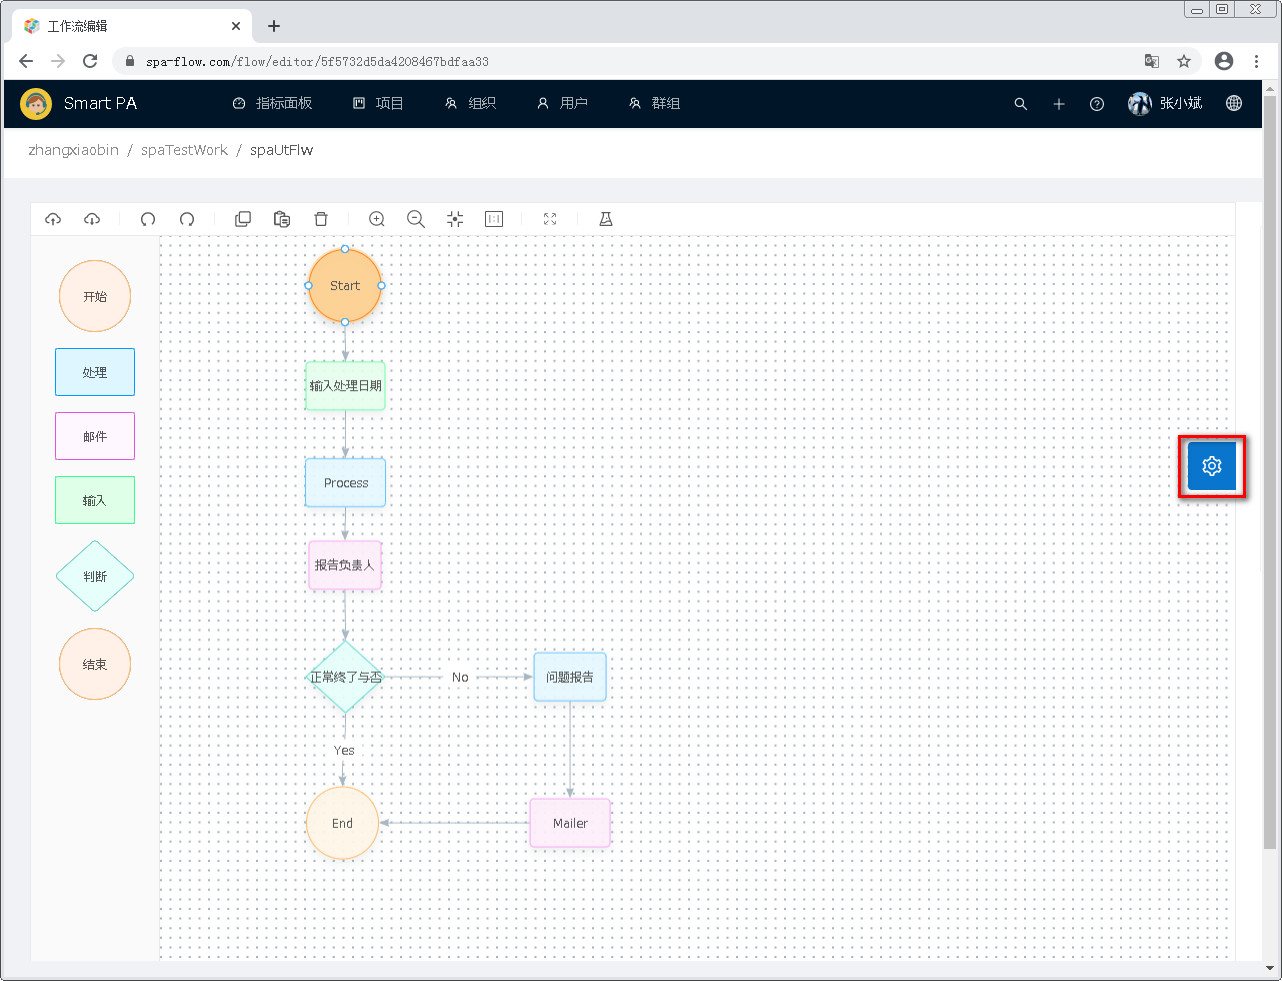 工作流编辑
spa-flow.com/flow/editor/5f5732d5da4208467bdfaa33
Smart PA 指标面板 项目 组织 用户 群组 张小斌
zhangxiaobin / spaTestWork / spaUtFlw
开始
处理
邮件
输入
判断
结束
Start
输入处理日期
Process
报告负责人
正常终了与否
No
问题报告
Yes
End
Mailer